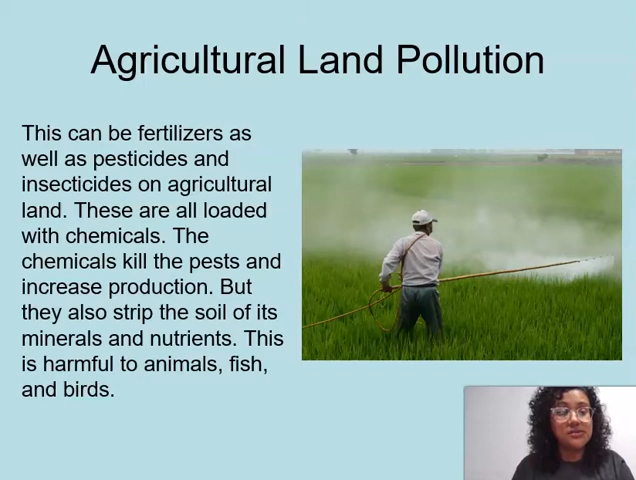 Agricultural Land Pollution
This can be fertilizers as
well as pesticides and
insecticides on agricultural
land. These are all loaded
with chemicals. The
chemicals kill the pests and
increase production. But
they also strip the soil of its
minerals and nutrients. This
is harmful to animals, fish,
and birds.